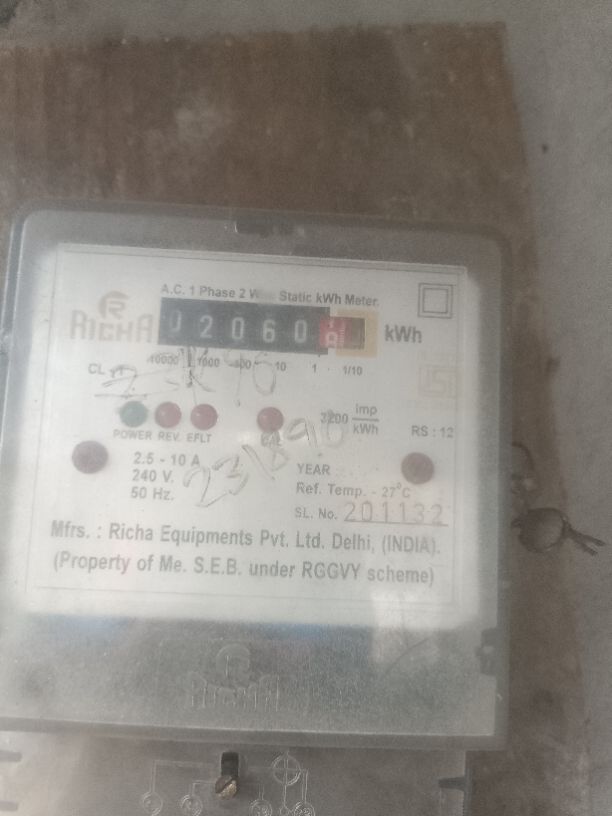 A.C. 1 Phase 2 Static kWh Meter.
RICHA 02060 kWh
10000 1000 100 10 1 1/10
CL
3200 imp/kWh
POWER REV. EFLT CAL
RS : 12
2.5 - 10 A
240 V.
50 Hz.
231890
YEAR
Ref. Temp. - 27°C
SL. No. 201132
Mfrs. : Richa Equipments Pvt. Ltd. Delhi, (INDIA).
(Property of Me. S.E.B. under RGGVY scheme)
RICHA